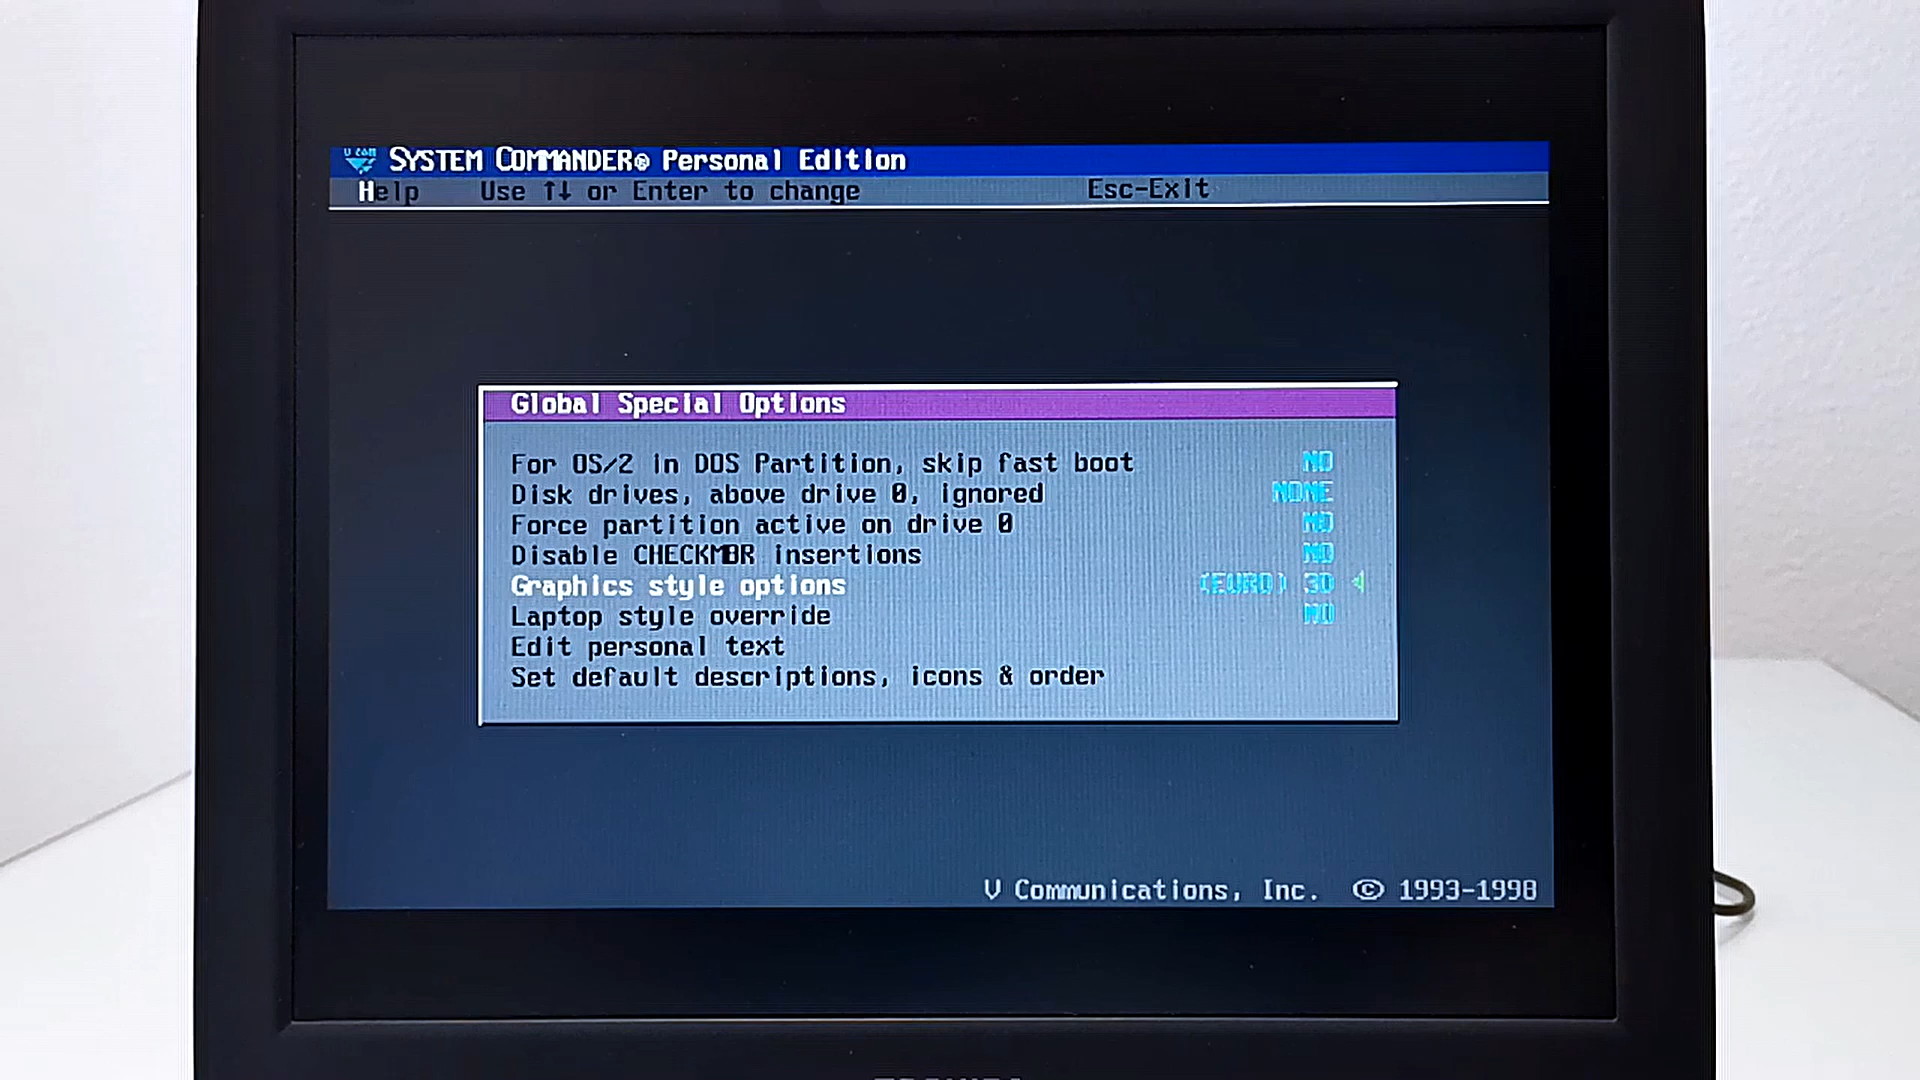 V COM SYSTEM COMMANDER® Personal Edition
Help Use ↑↓ or Enter to change Esc-Exit
Global Special Options
For OS/2 in DOS Partition, skip fast boot NO
Disk drives, above drive 0, ignored NONE
Force partition active on drive 0 NO
Disable CHECKMBR insertions NO
Graphics style options (EURO) 3D
Laptop style override NO
Edit personal text
Set default descriptions, icons & order
V Communications, Inc. © 1993-1998